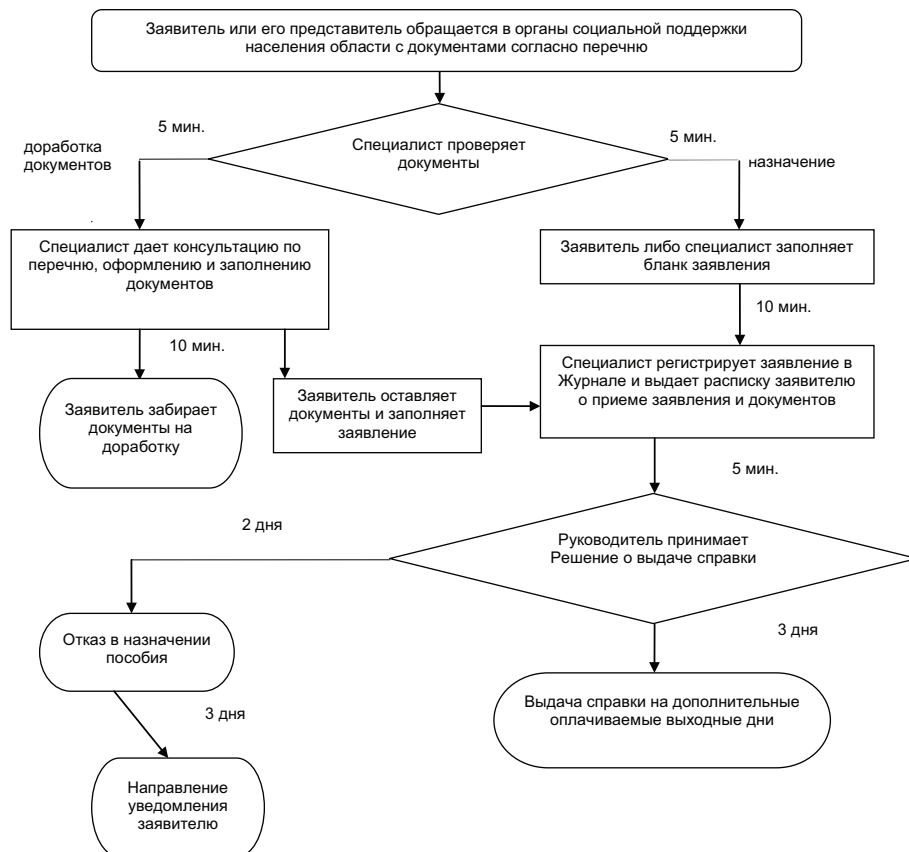 Заявитель или его представитель обращается в органы социальной поддержки
населения области с документами согласно перечню
5 мин.
5 мин.
Специалист проверяет
документы
доработка
документов
назначение
Специалист дает консультацию по
перечню, оформлению и заполнению
документов
Заявитель либо специалист заполняет
бланк заявления
10 мин.
10 мин.
Заявитель забирает
документы на
доработку
Заявитель оставляет
документы и заполняет
заявление
Специалист регистрирует заявление в
Журнале и выдает расписку заявителю
о приеме заявления и документов
5 мин.
2 дня
Руководитель принимает
Решение о выдаче справки
3 дня
Отказ в назначении
пособия
Выдача справки на дополнительные
оплачиваемые выходные дни
3 дня
Направление
уведомления
заявителю